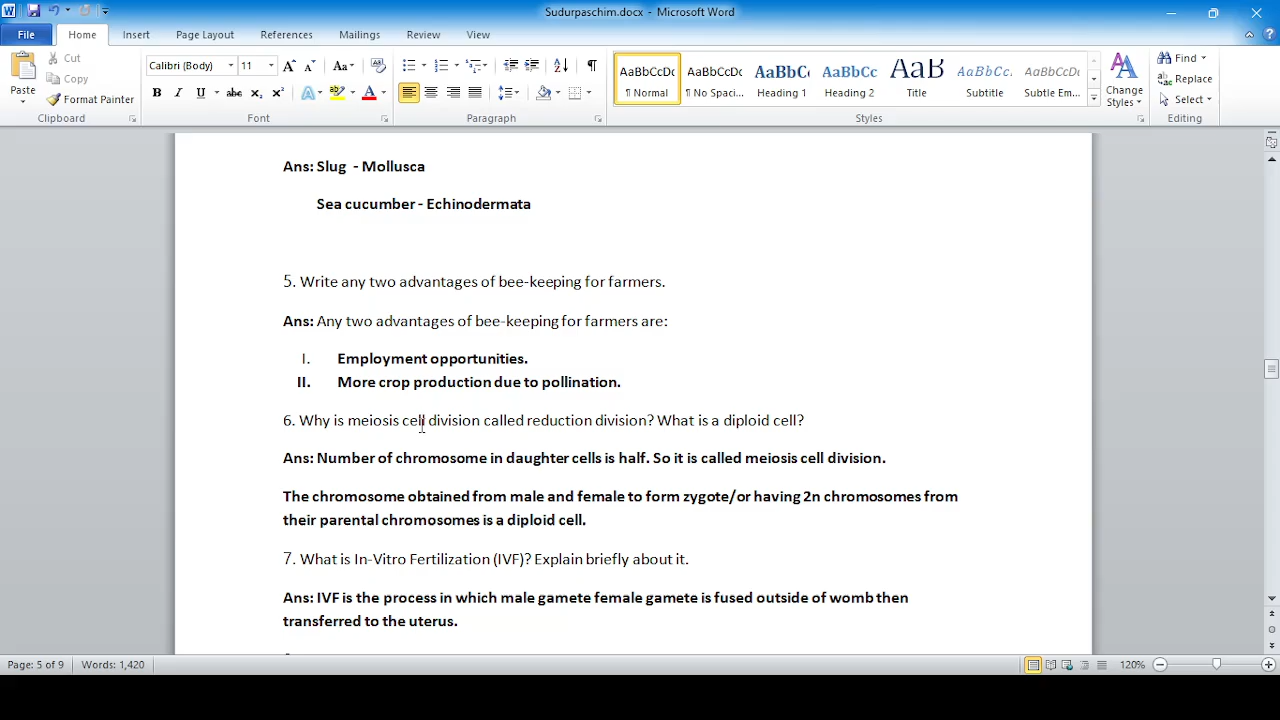 Sudurpaschim.docx - Microsoft Word
File Home Insert Page Layout References Mailings Review View
Paste Cut Copy Format Painter
Calibri (Body) 11
AaBbCcDc AaBbCcDc AaBbCc AaBbCc AaB AaBbCcL AaBbCcDc
¶ Normal ¶ No Spaci... Heading 1 Heading 2 Title Subtitle Subtle Em...
Change Styles
Find Replace Select
Clipboard Font Paragraph Styles Editing
Ans: Slug - Mollusca
Sea cucumber - Echinodermata
5. Write any two advantages of bee-keeping for farmers.
Ans: Any two advantages of bee-keeping for farmers are:
I. Employment opportunities.
II. More crop production due to pollination.
6. Why is meiosis cell division called reduction division? What is a diploid cell?
Ans: Number of chromosome in daughter cells is half. So it is called meiosis cell division.
The chromosome obtained from male and female to form zygote/or having 2n chromosomes from
their parental chromosomes is a diploid cell.
7. What is In-Vitro Fertilization (IVF)? Explain briefly about it.
Ans: IVF is the process in which male gamete female gamete is fused outside of womb then
transferred to the uterus.
Page: 5 of 9 Words: 1,420 120%